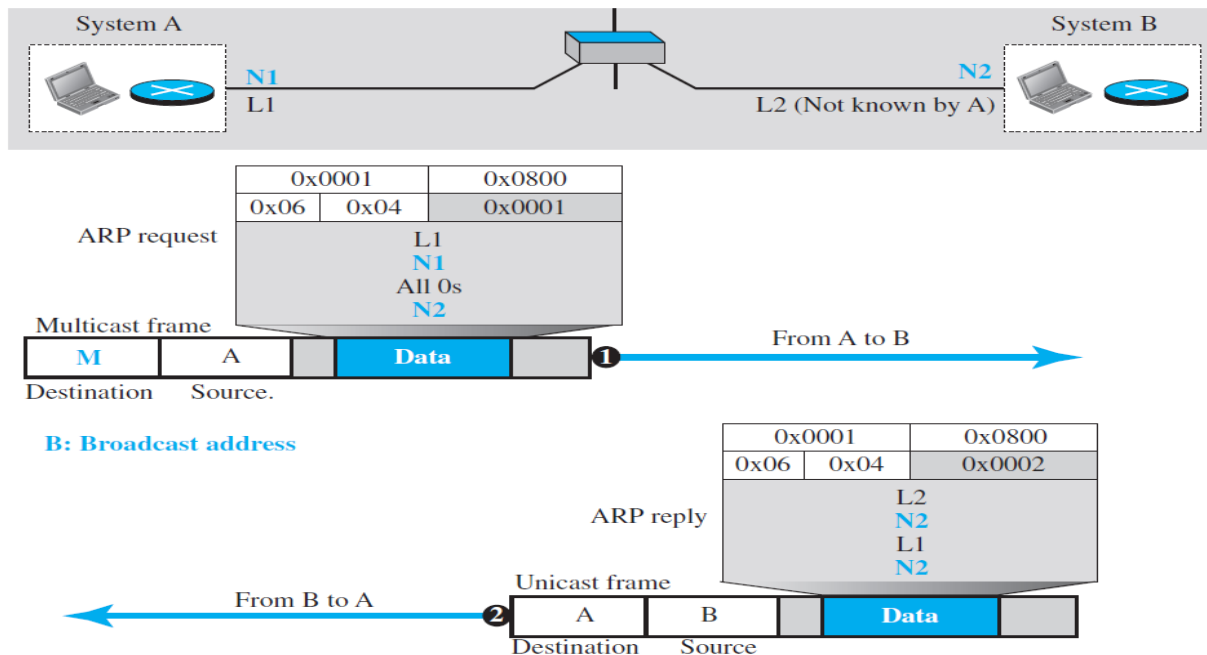 System A
System B
N1
N2
L1
L2 (Not known by A)
0x0001 0x0800
0x06 0x04 0x0001
ARP request
L1
N1
All 0s
N2
Multicast frame
M A Data
1
From A to B
Destination Source.
B: Broadcast address
0x0001 0x0800
0x06 0x04 0x0002
ARP reply
L2
N2
L1
N2
Unicast frame
From B to A
2
A B Data
Destination Source